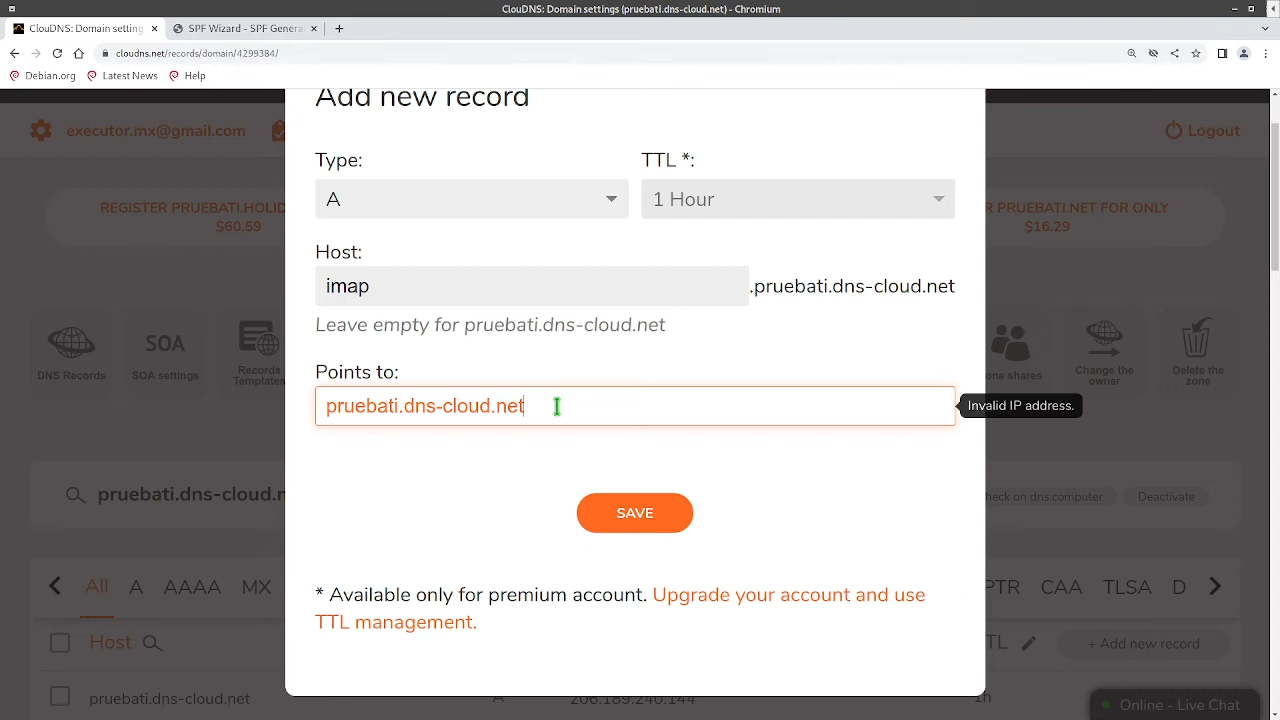 ClouDNS: Domain settings (pruebati.dns-cloud.net) - Chromium
ClouDNS: Domain setting
SPF Wizard - SPF Genera
cloudns.net/records/domain/4299384/
Debian.org
Latest News
Help
Add new record
executor.mx@gmail.com
Logout
Type:
TTL *:
A
1 Hour
REGISTER PRUEBATI.HOLID
$60.59
R PRUEBATI.NET FOR ONLY
$16.29
Host:
imap
.pruebati.dns-cloud.net
Leave empty for pruebati.dns-cloud.net
DNS Records
SOA
SOA settings
Records
Templates
one shares
Change the
owner
Delete the
zone
Points to:
pruebati.dns-cloud.net
Invalid IP address.
pruebati.dns-cloud.n
heck on dns.computer
Deactivate
SAVE
All
A
AAAA
MX
PTR
CAA
TLSA
D
* Available only for premium account. Upgrade your account and use
TTL management.
Host
TL
+ Add new record
pruebati.dns-cloud.net
A
206.189.246.144
1h
Online - Live Chat